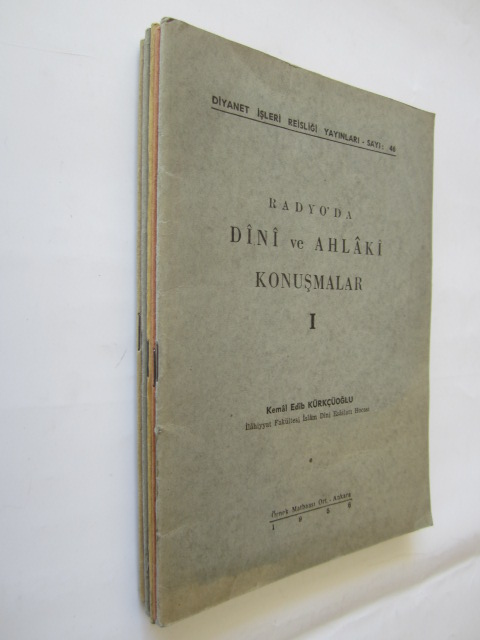 DİYANET İŞLERİ REİSLİĞİ YAYINLARI - SAYI: 46
RADYO'DA
DÎNÎ ve AHLÂKÎ
KONUŞMALAR
I
Kemâl Edib KÜRKÇÜOĞLU
İlâhiyat Fakültesi, İslâm Dini Esasları Hocası
Örnek Matbaası Ort. - Ankara